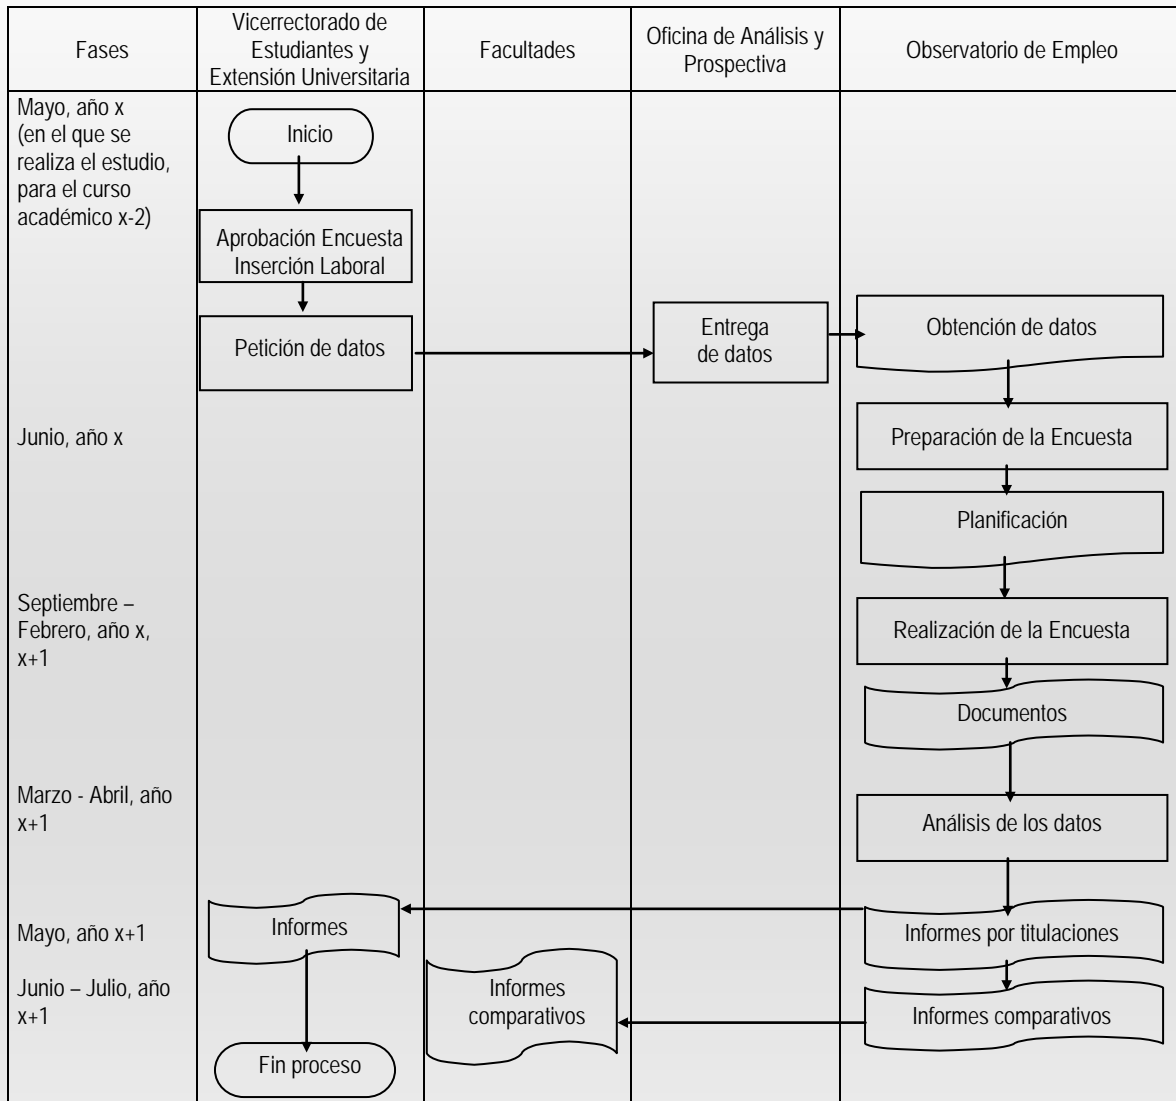 Fases
Vicerrectorado de
Estudiantes y
Extensión Universitaria
Facultades
Oficina de Análisis y
Prospectiva
Observatorio de Empleo
Mayo, año x
(en el que se
realiza el estudio,
para el curso
académico x-2)
Inicio
Aprobación Encuesta
Inserción Laboral
Petición de datos
Entrega
de datos
Obtención de datos
Junio, año x
Preparación de la Encuesta
Planificación
Septiembre –
Febrero, año x,
x+1
Realización de la Encuesta
Documentos
Marzo - Abril, año
x+1
Análisis de los datos
Mayo, año x+1
Informes
Informes por titulaciones
Junio – Julio, año
x+1
Informes
comparativos
Informes comparativos
Fin proceso